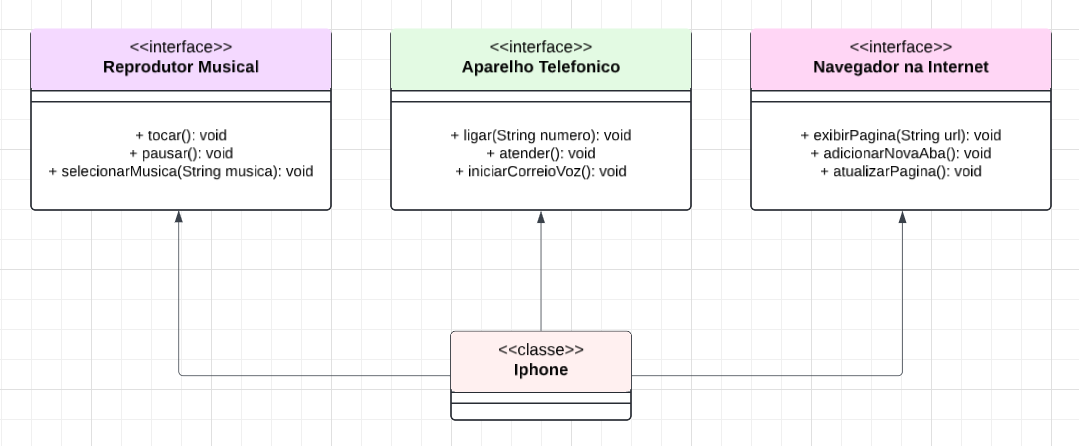 <<interface>>
Reprodutor Musical
+ tocar(): void
+ pausar(): void
+ selecionarMusica(String musica): void
<<interface>>
Aparelho Telefonico
+ ligar(String numero): void
+ atender(): void
+ iniciarCorreioVoz(): void
<<interface>>
Navegador na Internet
+ exibirPagina(String url): void
+ adicionarNovaAba(): void
+ atualizarPagina(): void
<<classe>>
Iphone